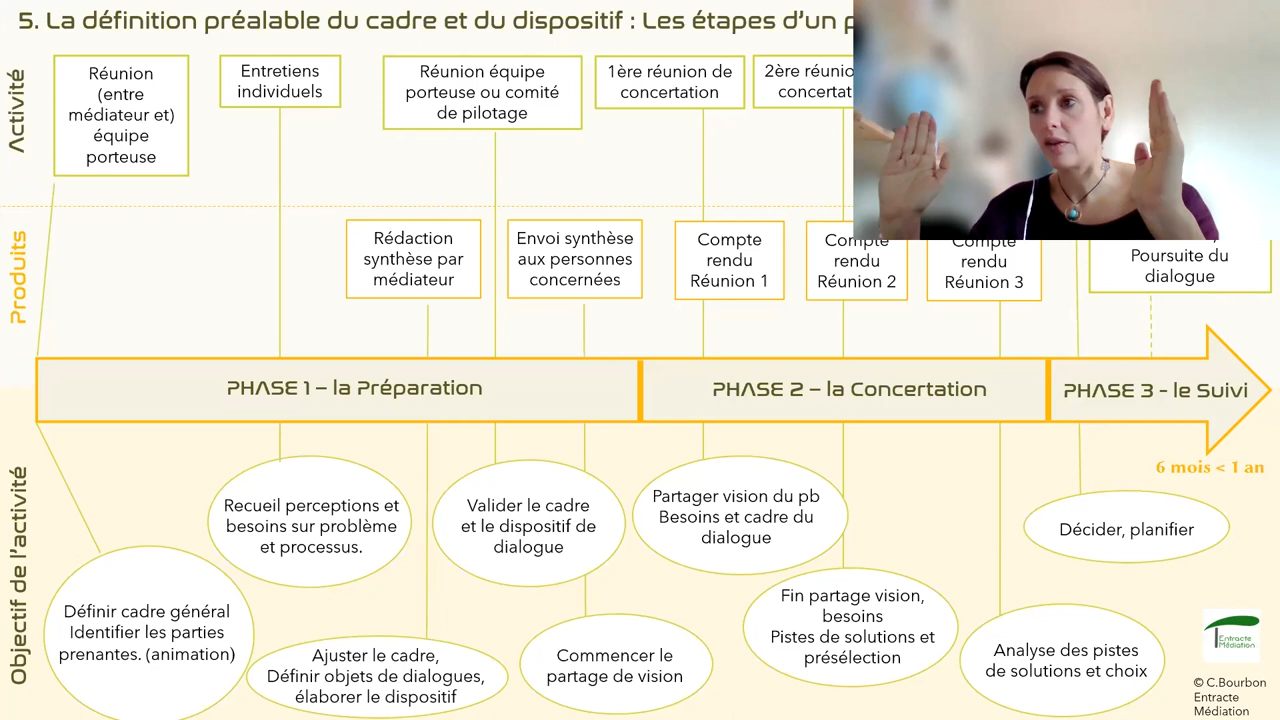 5. La définition préalable du cadre et du dispositif : Les étapes d'un
Activité
Réunion
(entre
médiateur et)
équipe
porteuse
Entretiens
individuels
Réunion équipe
porteuse ou comité
de pilotage
1ère réunion de
concertation
2ère
Produits
Rédaction
synthèse par
médiateur
Envoi synthèse
aux personnes
concernées
Compte
rendu
Réunion 1
Compte
rendu
Réunion 2
Compte
rendu
Réunion 3
Poursuite du
dialogue
PHASE 1 – la Préparation
PHASE 2 – la Concertation
PHASE 3 - le Suivi
6 mois < 1 an
Objectif de l'activité
Définir cadre général
Identifier les parties
prenantes. (animation)
Recueil perceptions et
besoins sur problème
et processus.
Ajuster le cadre,
Définir objets de dialogues,
élaborer le dispositif
Valider le cadre
et le dispositif de
dialogue
Commencer le
partage de vision
Partager vision du pb
Besoins et cadre du
dialogue
Fin partage vision,
besoins
Pistes de solutions et
présélection
Analyse des pistes
de solutions et choix
Décider, planifier
Entracte
Médiation
© C.Bourbon
Entracte
Médiation